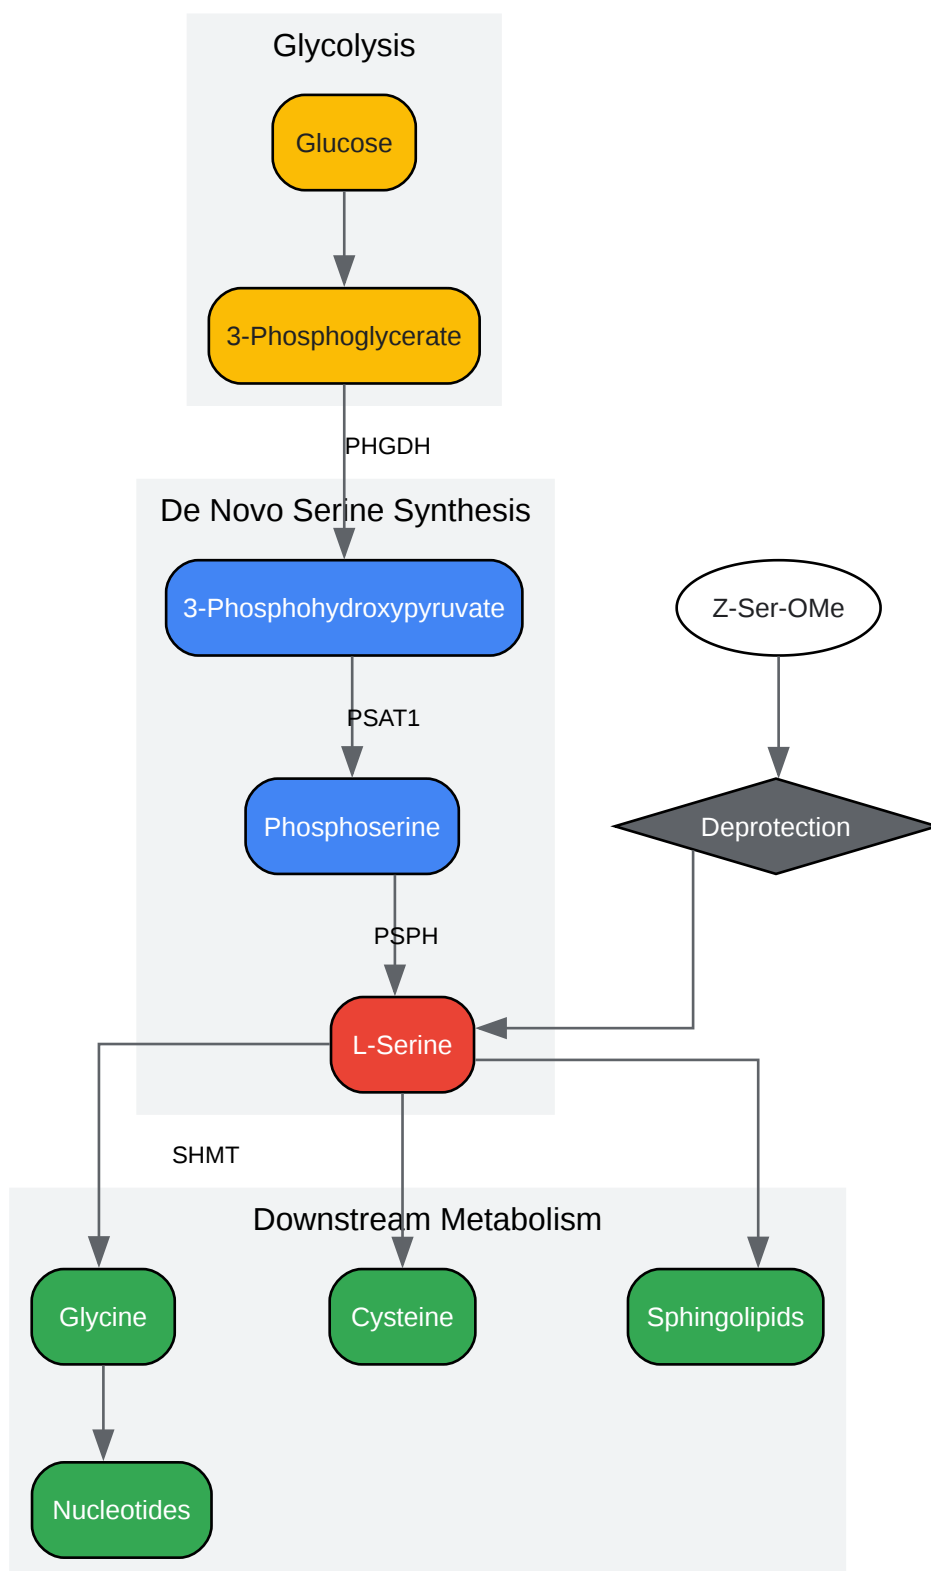 Glycolysis
Glucose
3-Phosphoglycerate
PHGDH
De Novo Serine Synthesis
3-Phosphohydroxypyruvate
Z-Ser-OMe
PSAT1
Phosphoserine
Deprotection
PSPH
L-Serine
SHMT
Downstream Metabolism
Glycine
Cysteine
Sphingolipids
Nucleotides